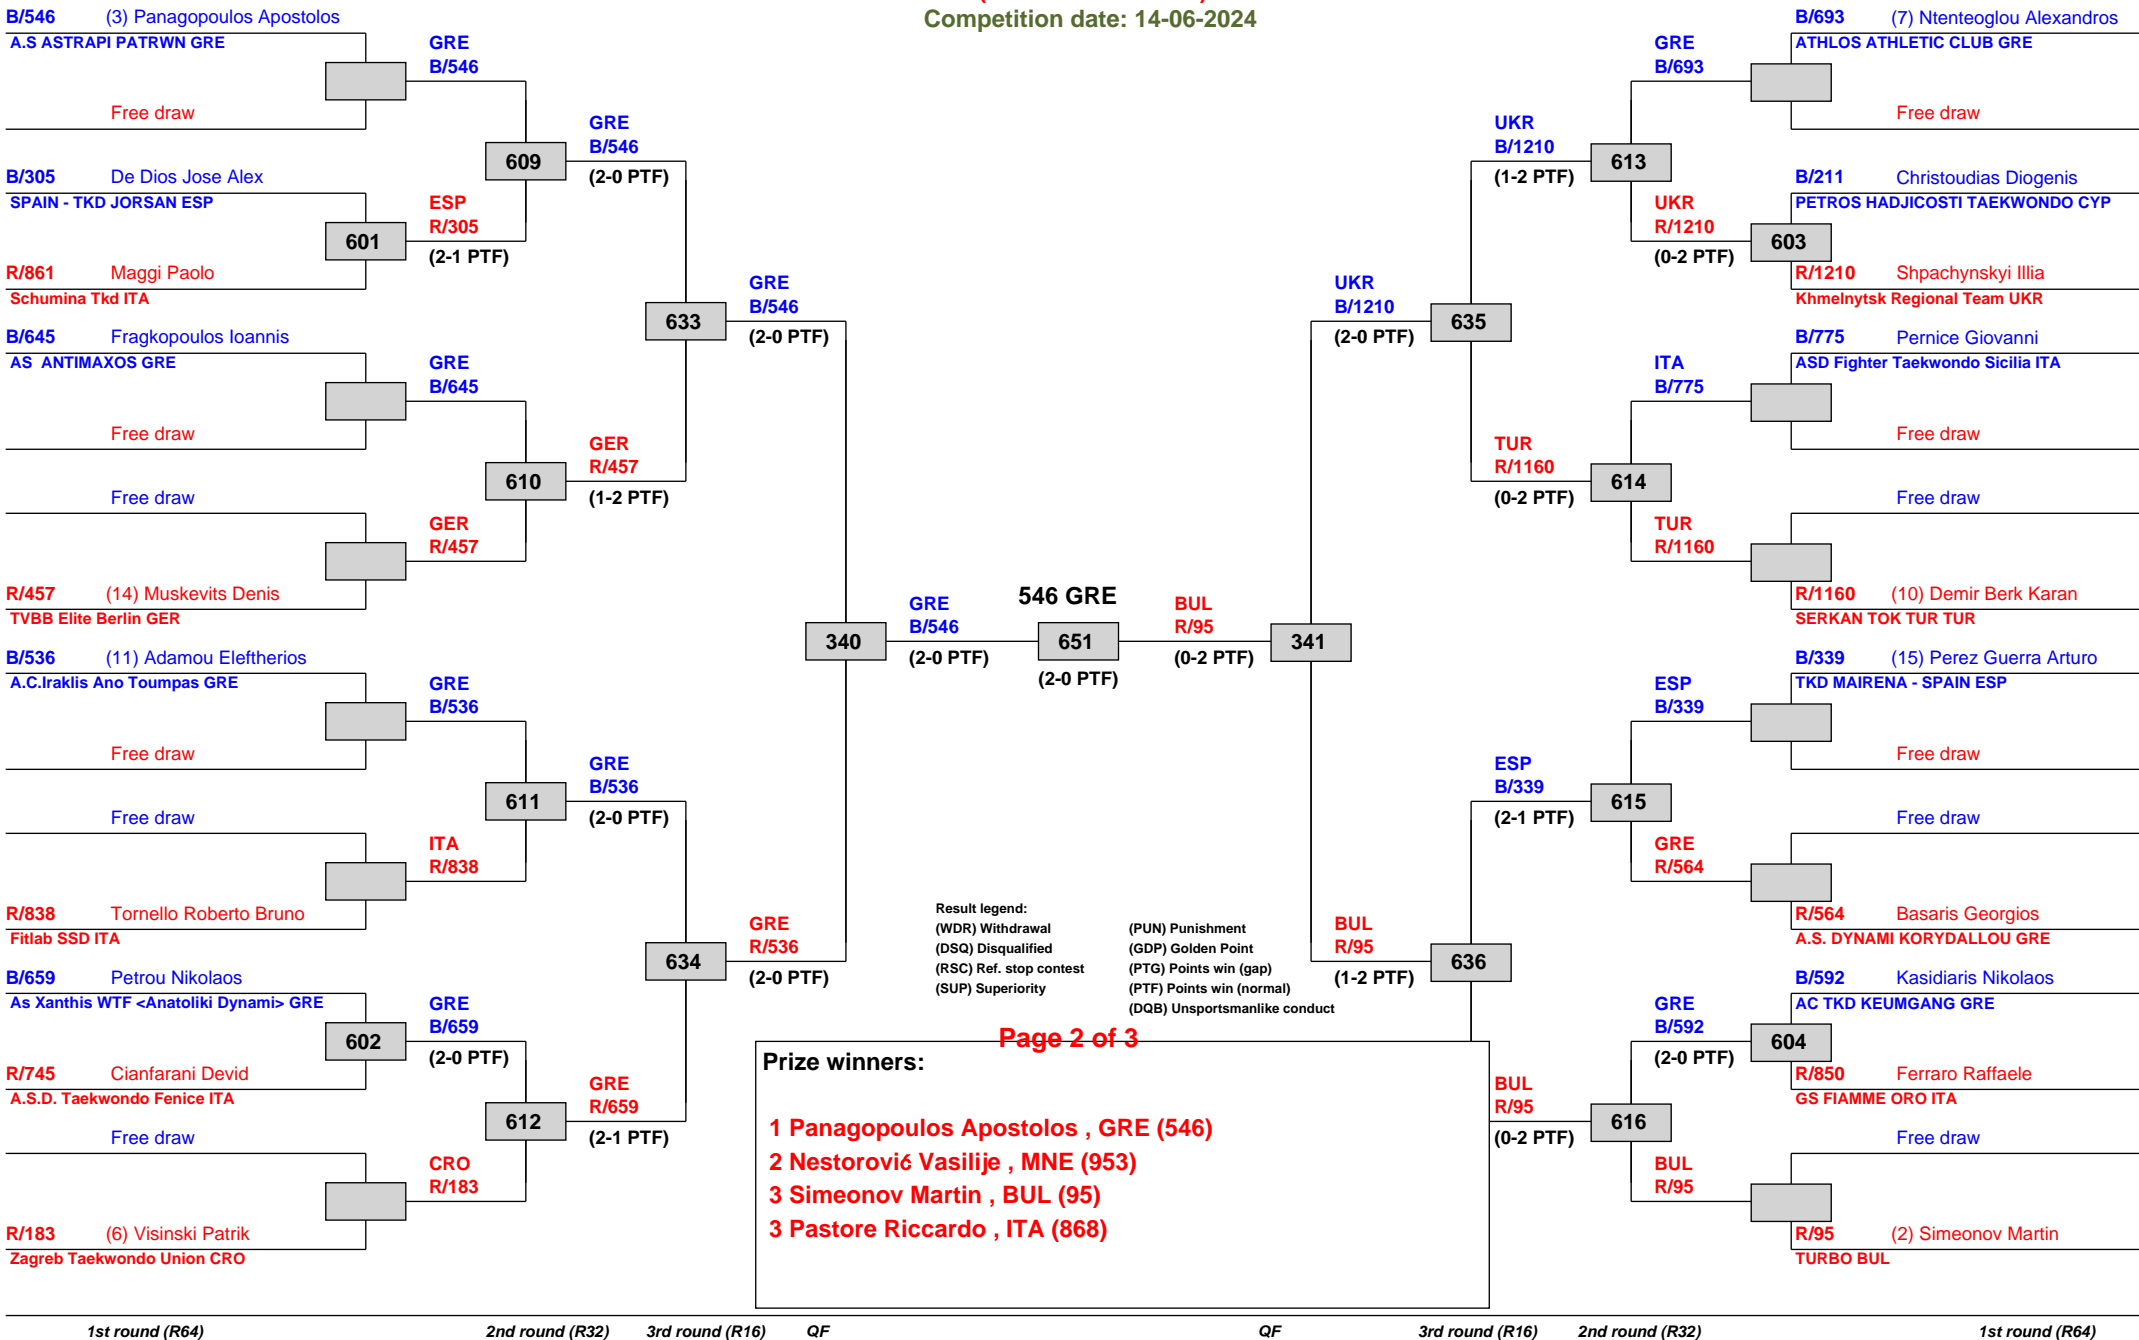 Competition date: 14-06-2024
B/546 (3) Panagopoulos Apostolos
A.S ASTRAPI PATRWN GRE
GRE
B/546
Free draw
GRE
B/546
609
(2-0 PTF)
B/305 De Dios Jose Alex
SPAIN - TKD JORSAN ESP
ESP
R/305
601
(2-1 PTF)
R/861 Maggi Paolo
Schumina Tkd ITA
GRE
B/546
633
(2-0 PTF)
B/645 Fragkopoulos Ioannis
AS ANTIMAXOS GRE
GRE
B/645
Free draw
GER
R/457
610
(1-2 PTF)
Free draw
GER
R/457
R/457 (14) Muskevits Denis
TVBB Elite Berlin GER
340
GRE
B/546
(2-0 PTF)
B/536 (11) Adamou Eleftherios
A.C.Iraklis Ano Toumpas GRE
GRE
B/536
Free draw
GRE
B/536
611
(2-0 PTF)
Free draw
ITA
R/838
R/838 Tornello Roberto Bruno
Fitlab SSD ITA
GRE
R/536
634
(2-0 PTF)
B/659 Petrou Nikolaos
As Xanthis WTF <Anatoliki Dynami> GRE
GRE
B/659
602
(2-0 PTF)
R/745 Cianfarani Devid
A.S.D. Taekwondo Fenice ITA
GRE
R/659
612
(2-1 PTF)
Free draw
CRO
R/183
R/183 (6) Visinski Patrik
Zagreb Taekwondo Union CRO
546 GRE
651
(2-0 PTF)
BUL
R/95
341
(0-2 PTF)
B/693 (7) Ntenteoglou Alexandros
ATHLOS ATHLETIC CLUB GRE
GRE
B/693
Free draw
UKR
B/1210
613
(1-2 PTF)
B/211 Christoudias Diogenis
PETROS HADJICOSTI TAEKWONDO CYP
UKR
R/1210
603
(0-2 PTF)
R/1210 Shpachynskyi Illia
Khmelnytsk Regional Team UKR
UKR
B/1210
635
(2-0 PTF)
B/775 Pernice Giovanni
ASD Fighter Taekwondo Sicilia ITA
ITA
B/775
Free draw
TUR
R/1160
614
(0-2 PTF)
Free draw
TUR
R/1160
R/1160 (10) Demir Berk Karan
SERKAN TOK TUR TUR
B/339 (15) Perez Guerra Arturo
TKD MAIRENA - SPAIN ESP
ESP
B/339
Free draw
ESP
B/339
615
(2-1 PTF)
Free draw
GRE
R/564
R/564 Basaris Georgios
A.S. DYNAMI KORYDALLOU GRE
BUL
R/95
636
(1-2 PTF)
B/592 Kasidiaris Nikolaos
AC TKD KEUMGANG GRE
GRE
B/592
604
(2-0 PTF)
R/850 Ferraro Raffaele
GS FIAMME ORO ITA
BUL
R/95
616
(0-2 PTF)
Free draw
BUL
R/95
R/95 (2) Simeonov Martin
TURBO BUL
Result legend:
(WDR) Withdrawal (PUN) Punishment
(DSQ) Disqualified (GDP) Golden Point
(RSC) Ref. stop contest (PTG) Points win (gap)
(SUP) Superiority (PTF) Points win (normal)
(DQB) Unsportsmanlike conduct
Page 2 of 3
Prize winners:
1 Panagopoulos Apostolos , GRE (546)
2 Nestorović Vasilije , MNE (953)
3 Simeonov Martin , BUL (95)
3 Pastore Riccardo , ITA (868)
1st round (R64) 2nd round (R32) 3rd round (R16) QF QF 3rd round (R16) 2nd round (R32) 1st round (R64)